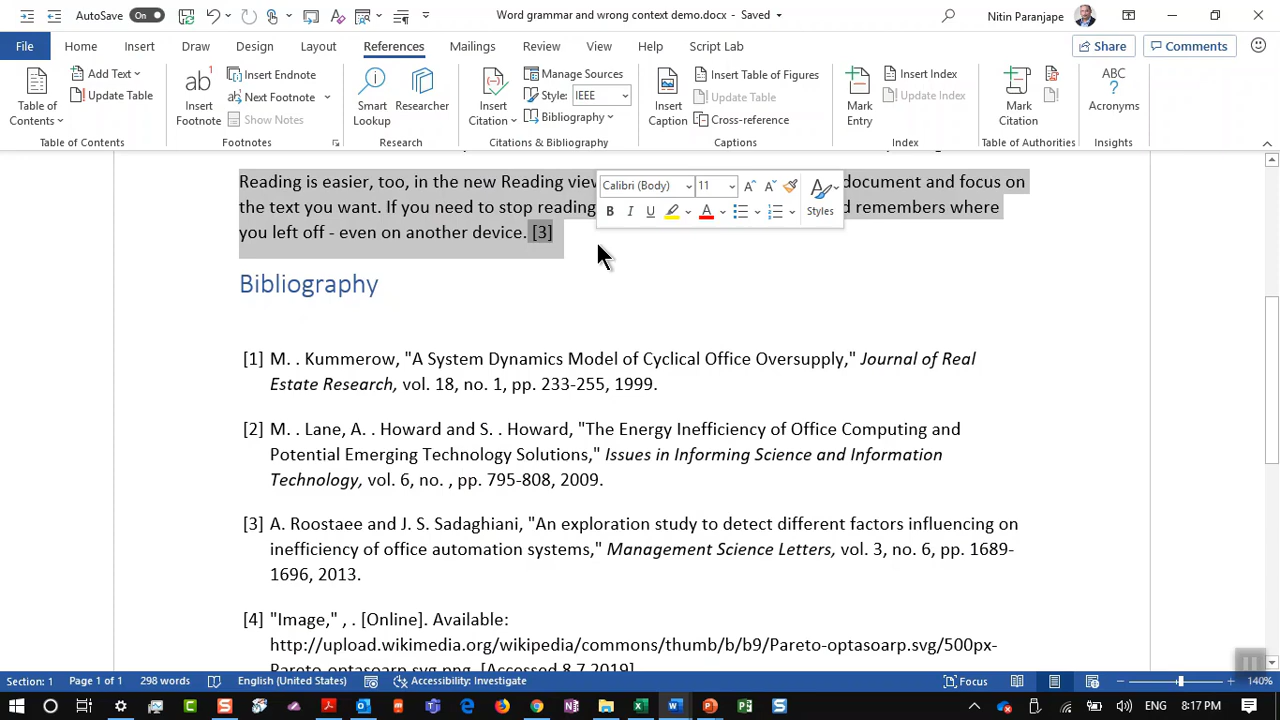 AutoSave On
Word grammar and wrong context demo.docx - Saved
Nitin Paranjape
File Home Insert Draw Design Layout References Mailings Review View Help Script Lab Share Comments
Table of Contents
Add Text
Update Table
Table of Contents
ab1
Insert Footnote
Insert Endnote
Next Footnote
Show Notes
Footnotes
Smart Lookup
Researcher
Research
Insert Citation
Manage Sources
Style: IEEE
Bibliography
Citations & Bibliography
Insert Caption
Insert Table of Figures
Update Table
Cross-reference
Captions
Mark Entry
Insert Index
Update Index
Index
Mark Citation
Table of Authorities
ABC
Acronyms
Insights
Reading is easier, too, in the new Reading view document and focus on
the text you want. If you need to stop reading remembers where
you left off - even on another device. [3]
Calibri (Body) 11
B I U A Styles
Bibliography
[1] M. . Kummerow, "A System Dynamics Model of Cyclical Office Oversupply," Journal of Real
Estate Research, vol. 18, no. 1, pp. 233-255, 1999.
[2] M. . Lane, A. . Howard and S. . Howard, "The Energy Inefficiency of Office Computing and
Potential Emerging Technology Solutions," Issues in Informing Science and Information
Technology, vol. 6, no. , pp. 795-808, 2009.
[3] A. Roostaee and J. S. Sadaghiani, "An exploration study to detect different factors influencing on
inefficiency of office automation systems," Management Science Letters, vol. 3, no. 6, pp. 1689-
1696, 2013.
[4] "Image," , . [Online]. Available:
http://upload.wikimedia.org/wikipedia/commons/thumb/b/b9/Pareto-optasoarp.svg/500px-
Pareto-optasoarp.svg.png. [Accessed 8 7 2019].
Section: 1 Page 1 of 1 298 words English (United States) Accessibility: Investigate Focus 140%
ENG 8:17 PM